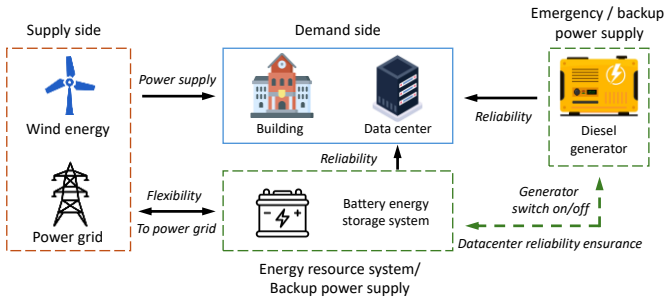 Supply side
Demand side
Emergency / backup
power supply
Power supply
Wind energy
Building
Data center
Reliability
Diesel
generator
Reliability
Flexibility
To power grid
Power grid
Battery energy
storage system
Generator
switch on/off
Datacenter reliability ensurance
Energy resource system/
Backup power supply